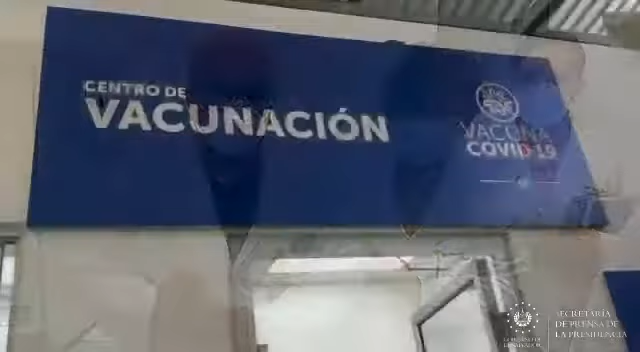 CENTRO DE
VACUNACIÓN
VACUNA
COVID-19
SECRETARÍA
DE PRENSA DE
LA PRESIDENCIA